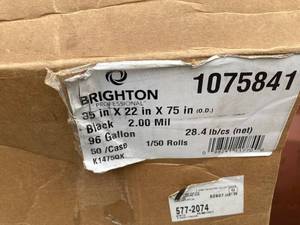 BRIGHTON
PROFESSIONAL
1075841
35 in X 22 in X 75 in (O.D.)
Black 2.00 Mil
96 Gallon
28.4 lb/cs (net)
50 /Case
1/50 Rolls
K1475QX
577-2074